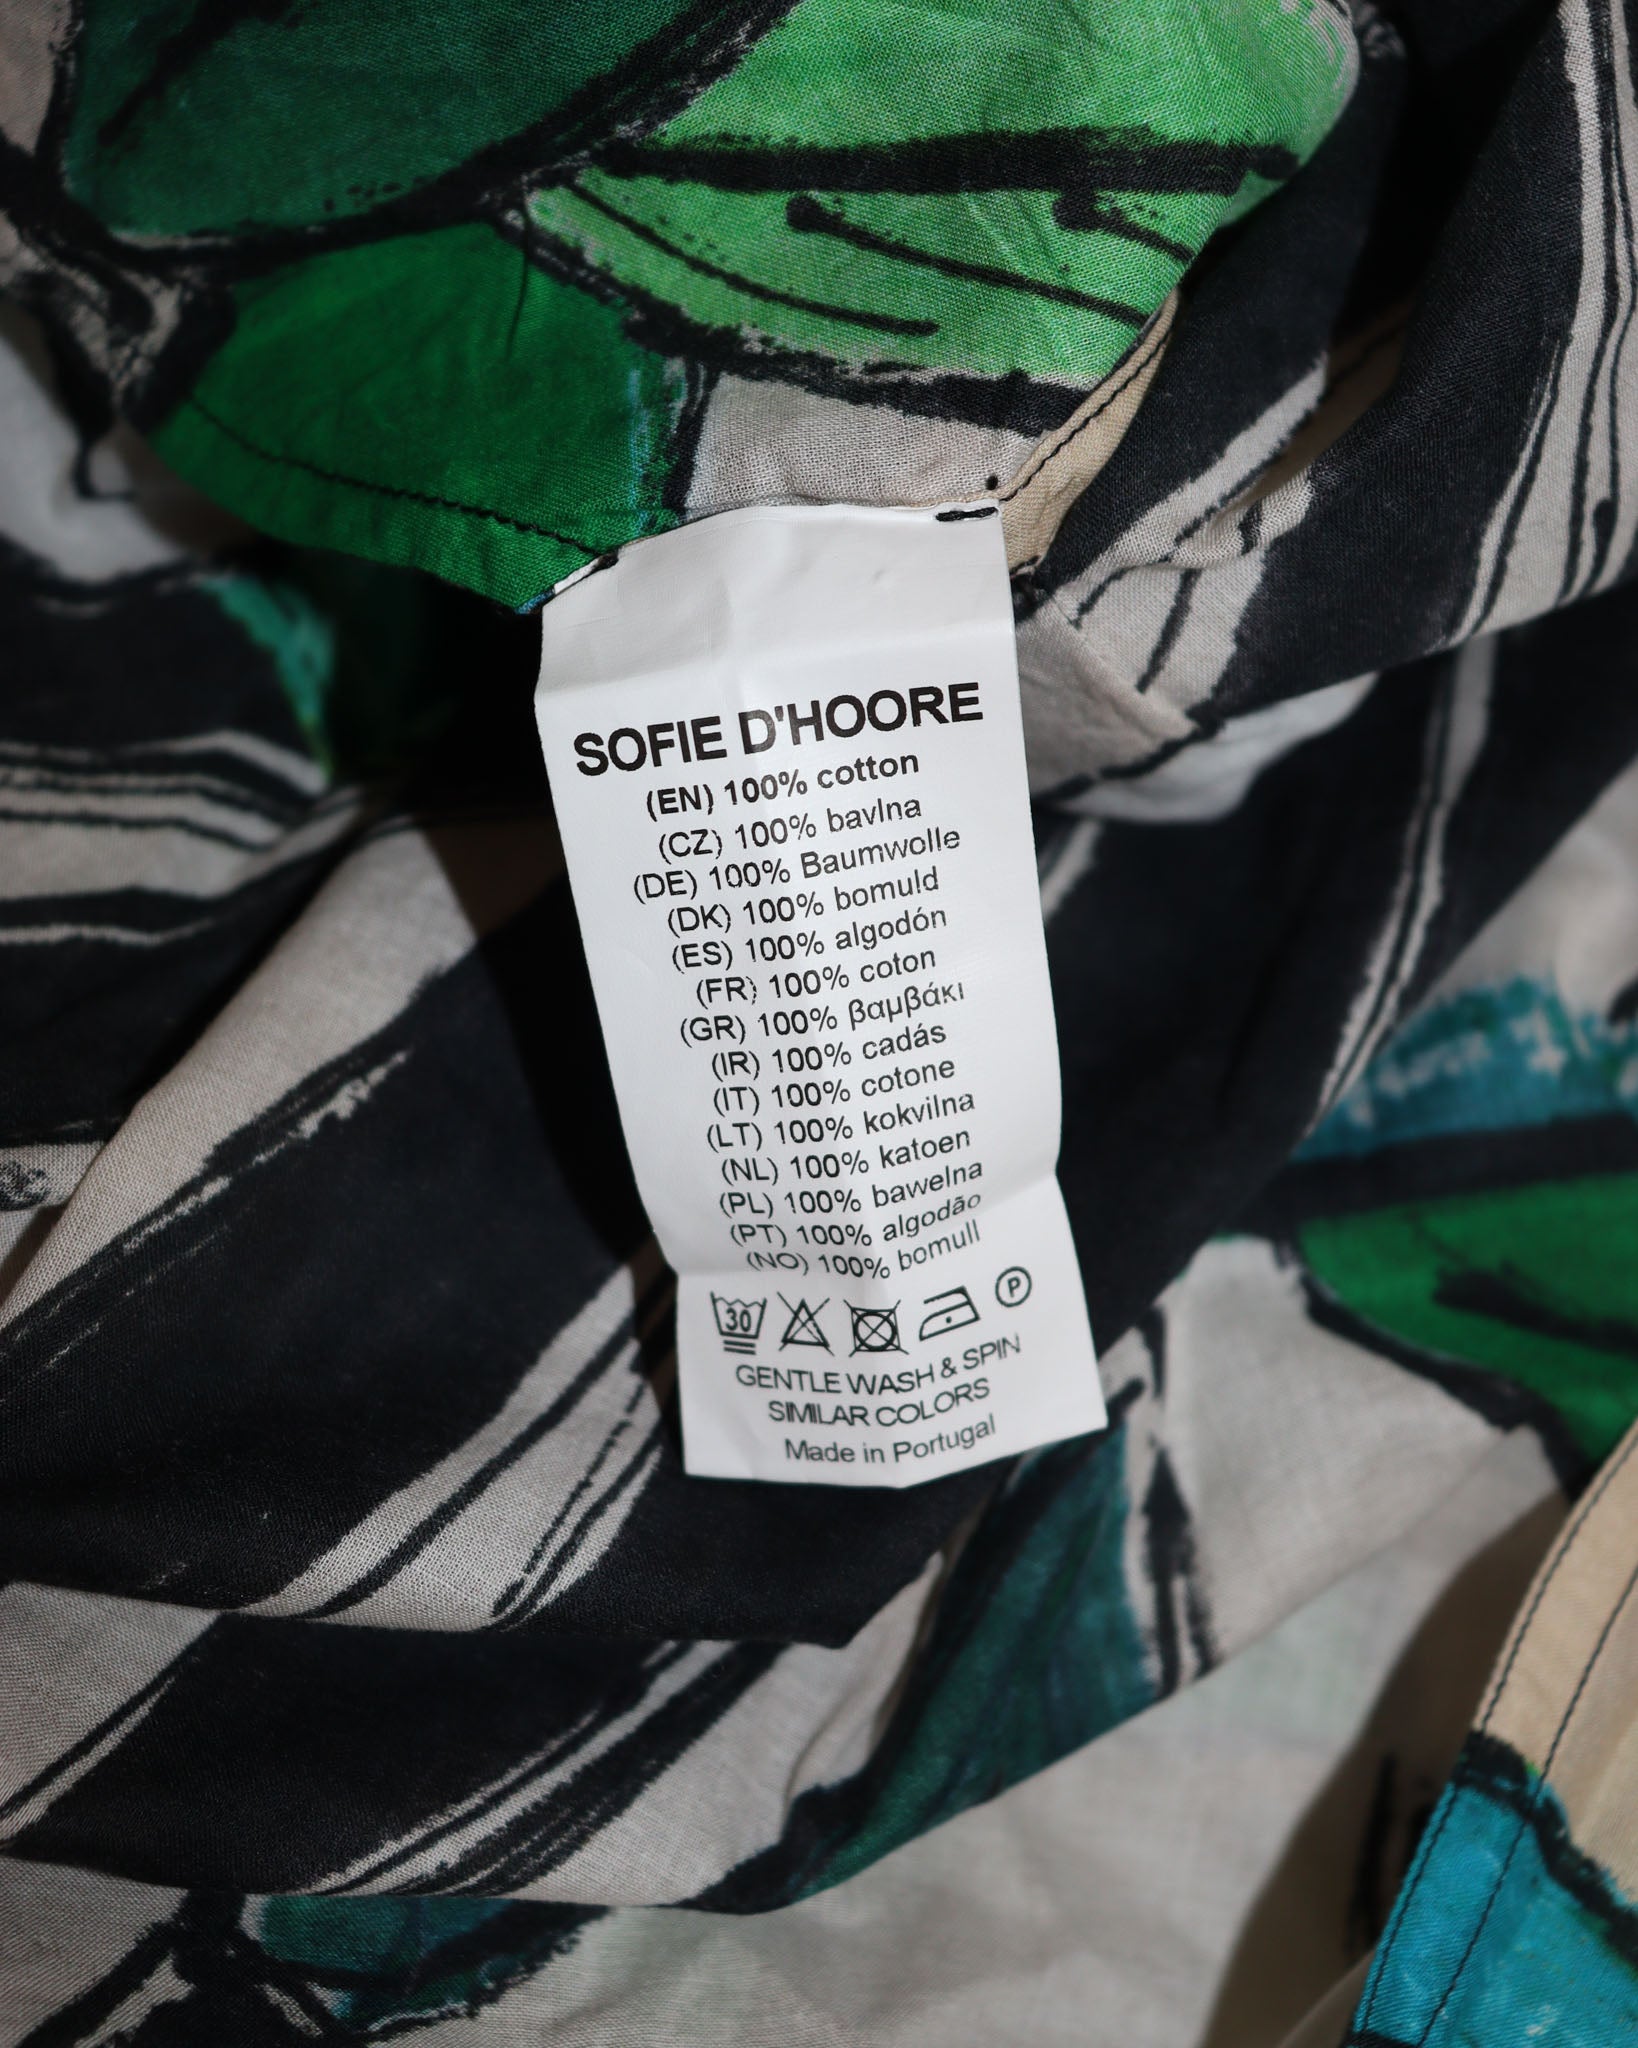 SOFIE D'HOORE
(EN) 100% cotton
(CZ) 100% bavlna
(DE) 100% Baumwolle
(DK) 100% bomuld
(ES) 100% algodón
(FR) 100% coton
(GR) 100% βαμβάκι
(IR) 100% cadás
(IT) 100% cotone
(LT) 100% kokvilna
(NL) 100% katoen
(PL) 100% bawelna
(PT) 100% algodão
(NO) 100% bomull
30 P
GENTLE WASH & SPIN
SIMILAR COLORS
Made in Portugal